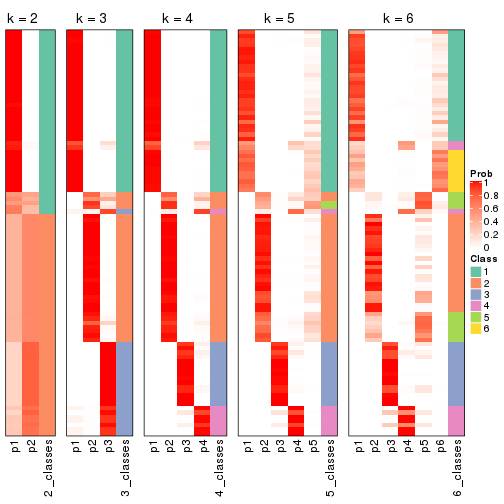 k = 2
k = 3
k = 4
k = 5
k = 6
p1
p2
2_classes
p1
p2
p3
3_classes
p1
p2
p3
p4
4_classes
p1
p2
p3
p4
p5
5_classes
p1
p2
p3
p4
p5
p6
6_classes
Prob
1
0.8
0.6
0.4
0.2
0
Class
1
2
3
4
5
6